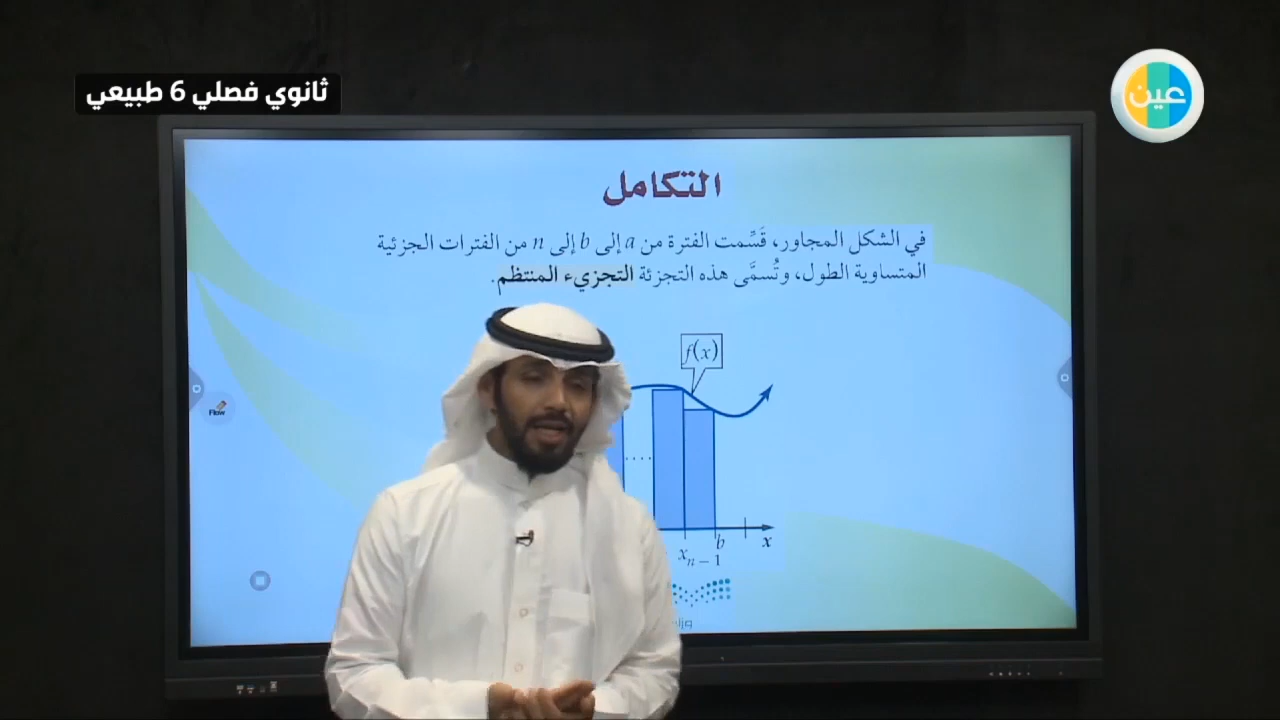 ثانوي فصلي 6 طبيعي
عين
التكامل
في الشكل المجاور، قَسِّمت الفترة من a إلى b إلى n من الفترات الجزئية
المتساوية الطول، وتُسمَّى هذه التجزئة التجزيء المنتظم.
f(x)
....
b
x
xn – 1
Flow